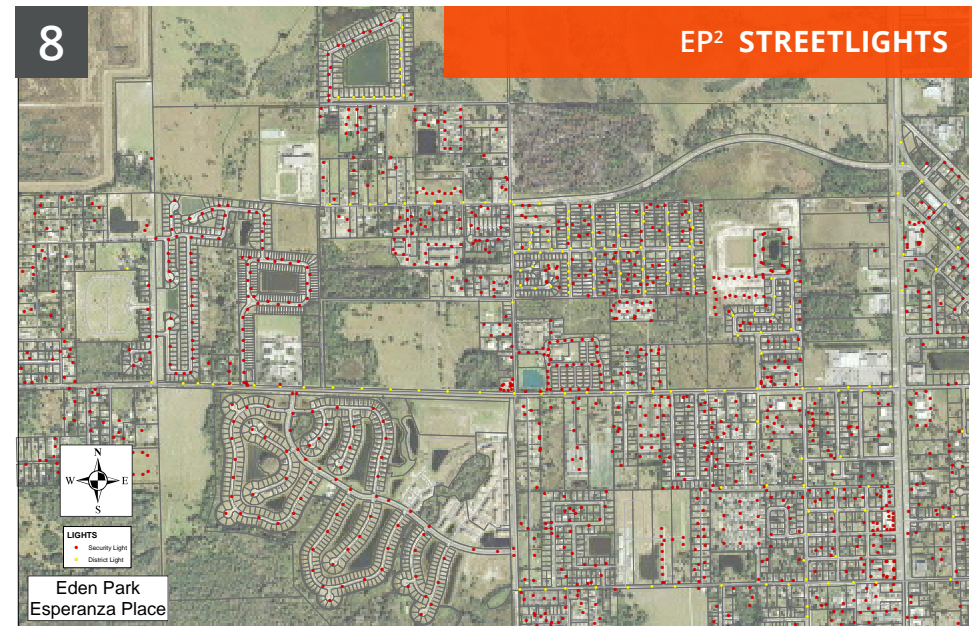 8
EP² STREETLIGHTS
N
W E
S
LIGHTS
Security Light
District Light
Eden Park
Esperanza Place